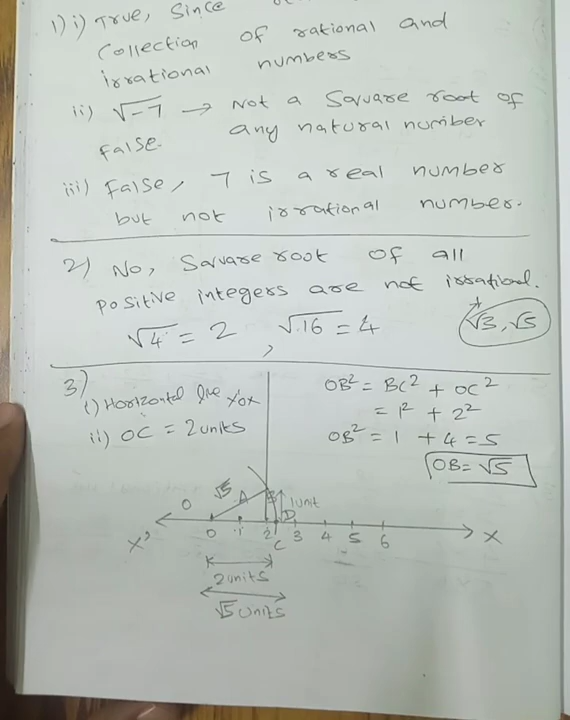 1) i) True, Since
Collection of rational and
irrational numbers
ii) √-7 → Not a Square root of
False. any natural number
iii) False, 7 is a real number
but not irrational number.
2) No, Square root of all
positive integers are not irrational.
√4 = 2, √16 = 4
√3, √5
3)
i) Horizontal line X'OX
ii) OC = 2 units
OB² = BC² + OC²
= 1² + 2²
OB² = 1 + 4 = 5
OB = √5
0 √5 A B 1unit
D
X' 0 1 2 3 4 5 6 X
C
2 units
√5 units